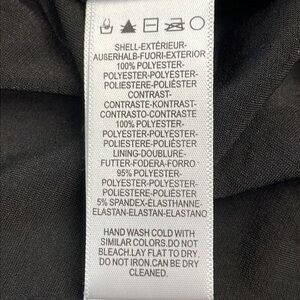 SHELL-EXTÉRIEUR-
AUßERHALB-FUORI-EXTERIOR
100% POLYESTER-
POLYESTER-POLYESTER-
POLIESTERE-POLIÉSTER
CONTRAST-
CONTRASTE-KONTRAST-
CONTRASTO-CONTRASTE
100% POLYESTER-
POLYESTER-POLYESTER-
POLIESTERE-POLIÉSTER
LINING-DOUBLURE-
FUTTER-FODERA-FORRO
95% POLYESTER-
POLYESTER-POLYESTER-
POLIESTERE-POLIÉSTER
5% SPANDEX-ÉLASTHANNE-
ELASTAN-ELASTAN-ELASTANO
HAND WASH COLD WITH
SIMILAR COLORS.DO NOT
BLEACH.LAY FLAT TO DRY.
DO NOT IRON.CAN BE DRY
CLEANED.